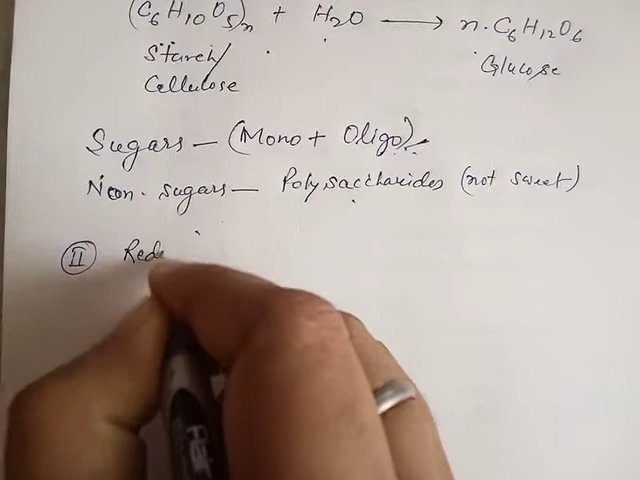 (C6H10O5)n + H2O ⟶ n.C6H12O6
Starch/ Glucose
Cellulose
Sugars – (Mono + Oligo)
Non-sugars – Polysaccharides (not sweet)
II Red